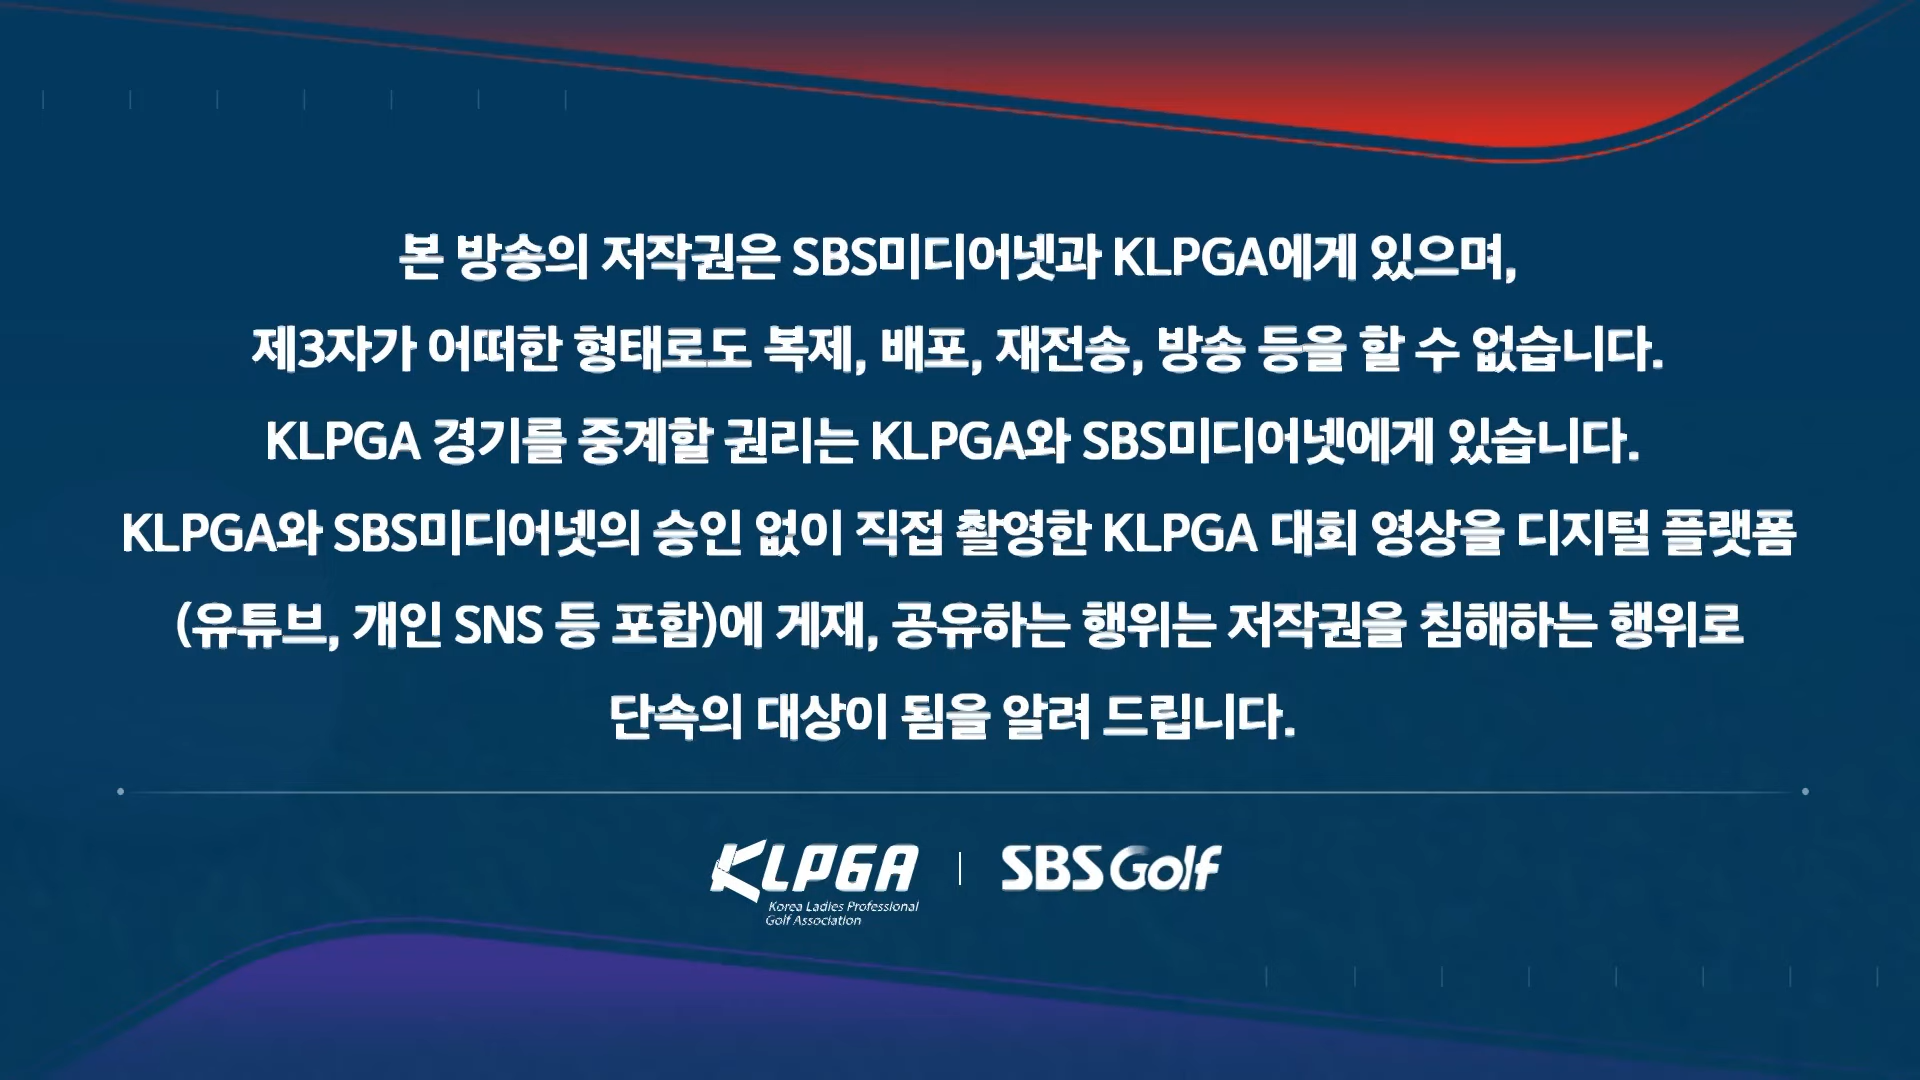 본 방송의 저작권은 SBS미디어넷과 KLPGA에게 있으며,
제3자가 어떠한 형태로도 복제, 배포, 재전송, 방송 등을 할 수 없습니다.
KLPGA 경기를 중계할 권리는 KLPGA와 SBS미디어넷에게 있습니다.
KLPGA와 SBS미디어넷의 승인 없이 직접 촬영한 KLPGA 대회 영상을 디지털 플랫폼
(유튜브, 개인 SNS 등 포함)에 게재, 공유하는 행위는 저작권을 침해하는 행위로
단속의 대상이 됨을 알려 드립니다.
KLPGA
Korea Ladies Professional
Golf Association
SBS Golf